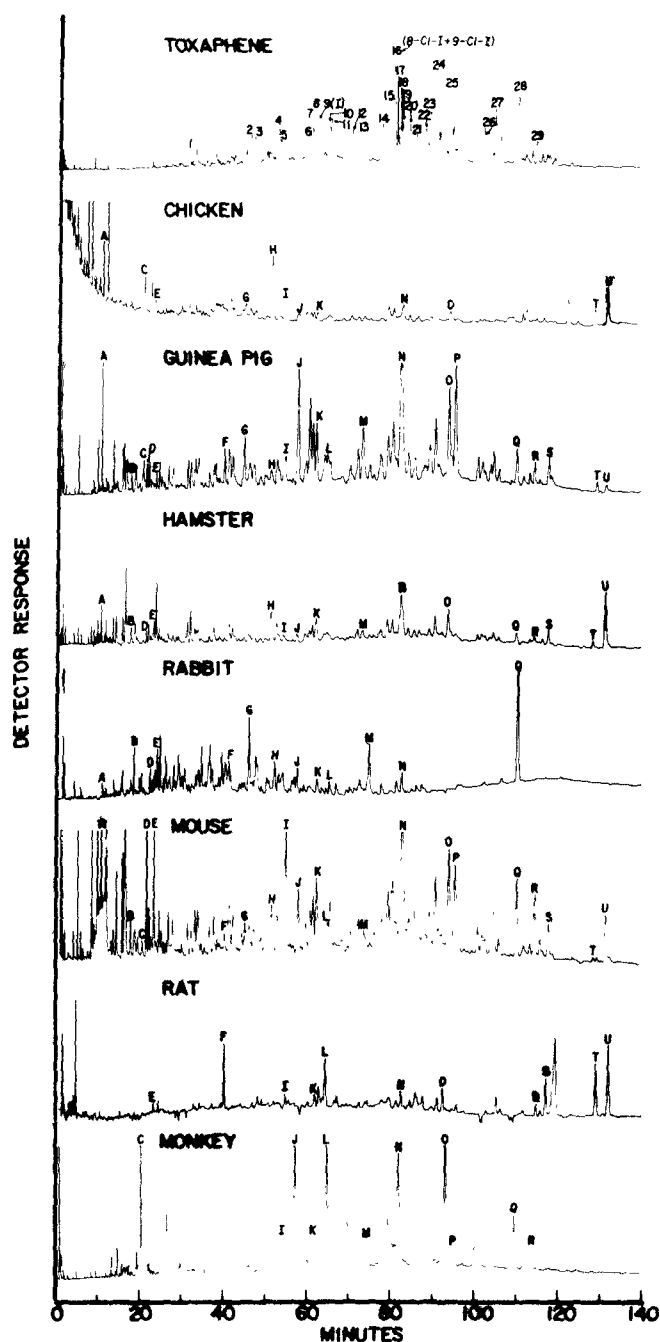 TOXAPHENE
16 (8-Cl-I+9-Cl-I)
24
17
25
18
28
15
19
8 9(I)
20
23
27
7
10
12
4
14
22
26
2
3
5
6
11
13
21
29
CHICKEN
A
H
C
E
I
G
J
K
N
O
T
GUINEA PIG
A
J
N
P
O
K
G
M
F
C
D
E
H
I
L
Q
R
S
T
U
HAMSTER
A
B
D
E
H
I
J
K
M
O
Q
R
S
T
U
RABBIT
A
B
D
E
F
G
H
J
K
L
M
N
Q
MOUSE
D E
I
N
O
P
J
K
Q
R
U
B
C
F
G
H
L
M
S
T
RAT
F
L
E
I
K
N
O
R
S
T
U
MONKEY
C
J
L
N
O
Q
I
K
M
P
R
DETECTOR RESPONSE
0 20 40 60 80 100 120 140
MINUTES